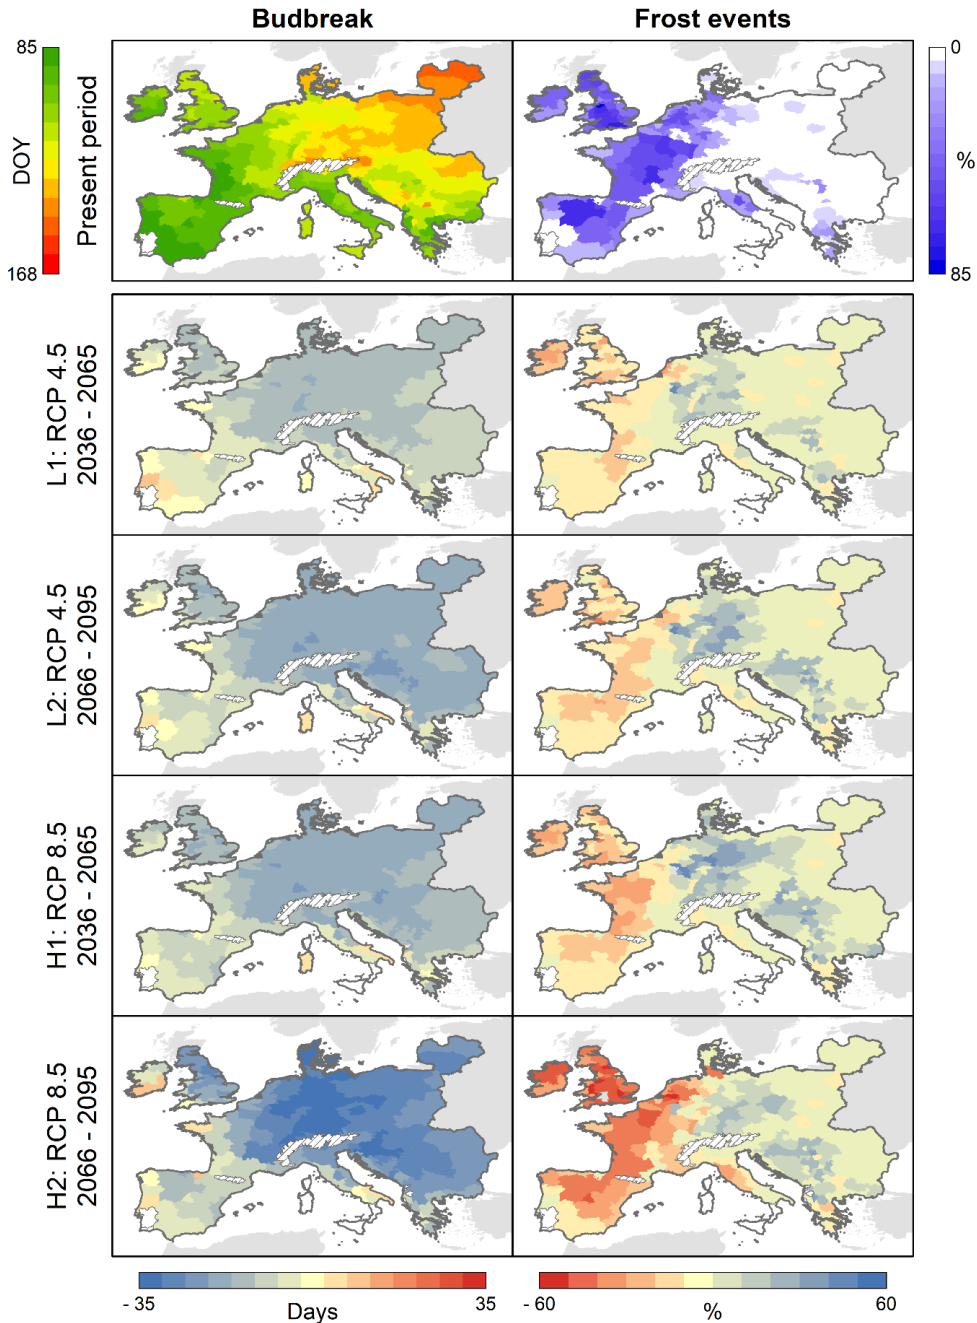 Budbreak
Frost events
85
DOY
168
Present period
0
%
85
L1: RCP 4.5
2036 - 2065
L2: RCP 4.5
2066 - 2095
H1: RCP 8.5
2036 - 2065
H2: RCP 8.5
2066 - 2095
- 35
Days
35
- 60
%
60